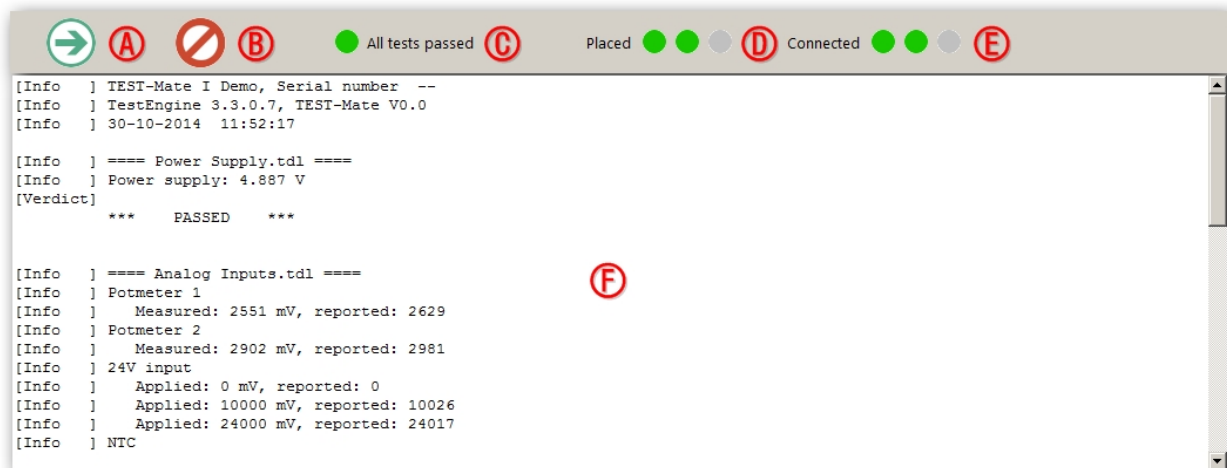 Ⓐ Ⓑ All tests passed Ⓒ Placed Ⓓ Connected Ⓔ
[Info   ] TEST-Mate I Demo, Serial number  --
[Info   ] TestEngine 3.3.0.7, TEST-Mate V0.0
[Info   ] 30-10-2014  11:52:17
[Info   ] ==== Power Supply.tdl ====
[Info   ] Power supply: 4.887 V
[Verdict]
***    PASSED    ***
[Info   ] ==== Analog Inputs.tdl ====
Ⓕ
[Info   ] Potmeter 1
[Info   ]    Measured: 2551 mV, reported: 2629
[Info   ] Potmeter 2
[Info   ]    Measured: 2902 mV, reported: 2981
[Info   ] 24V input
[Info   ]    Applied: 0 mV, reported: 0
[Info   ]    Applied: 10000 mV, reported: 10026
[Info   ]    Applied: 24000 mV, reported: 24017
[Info   ] NTC